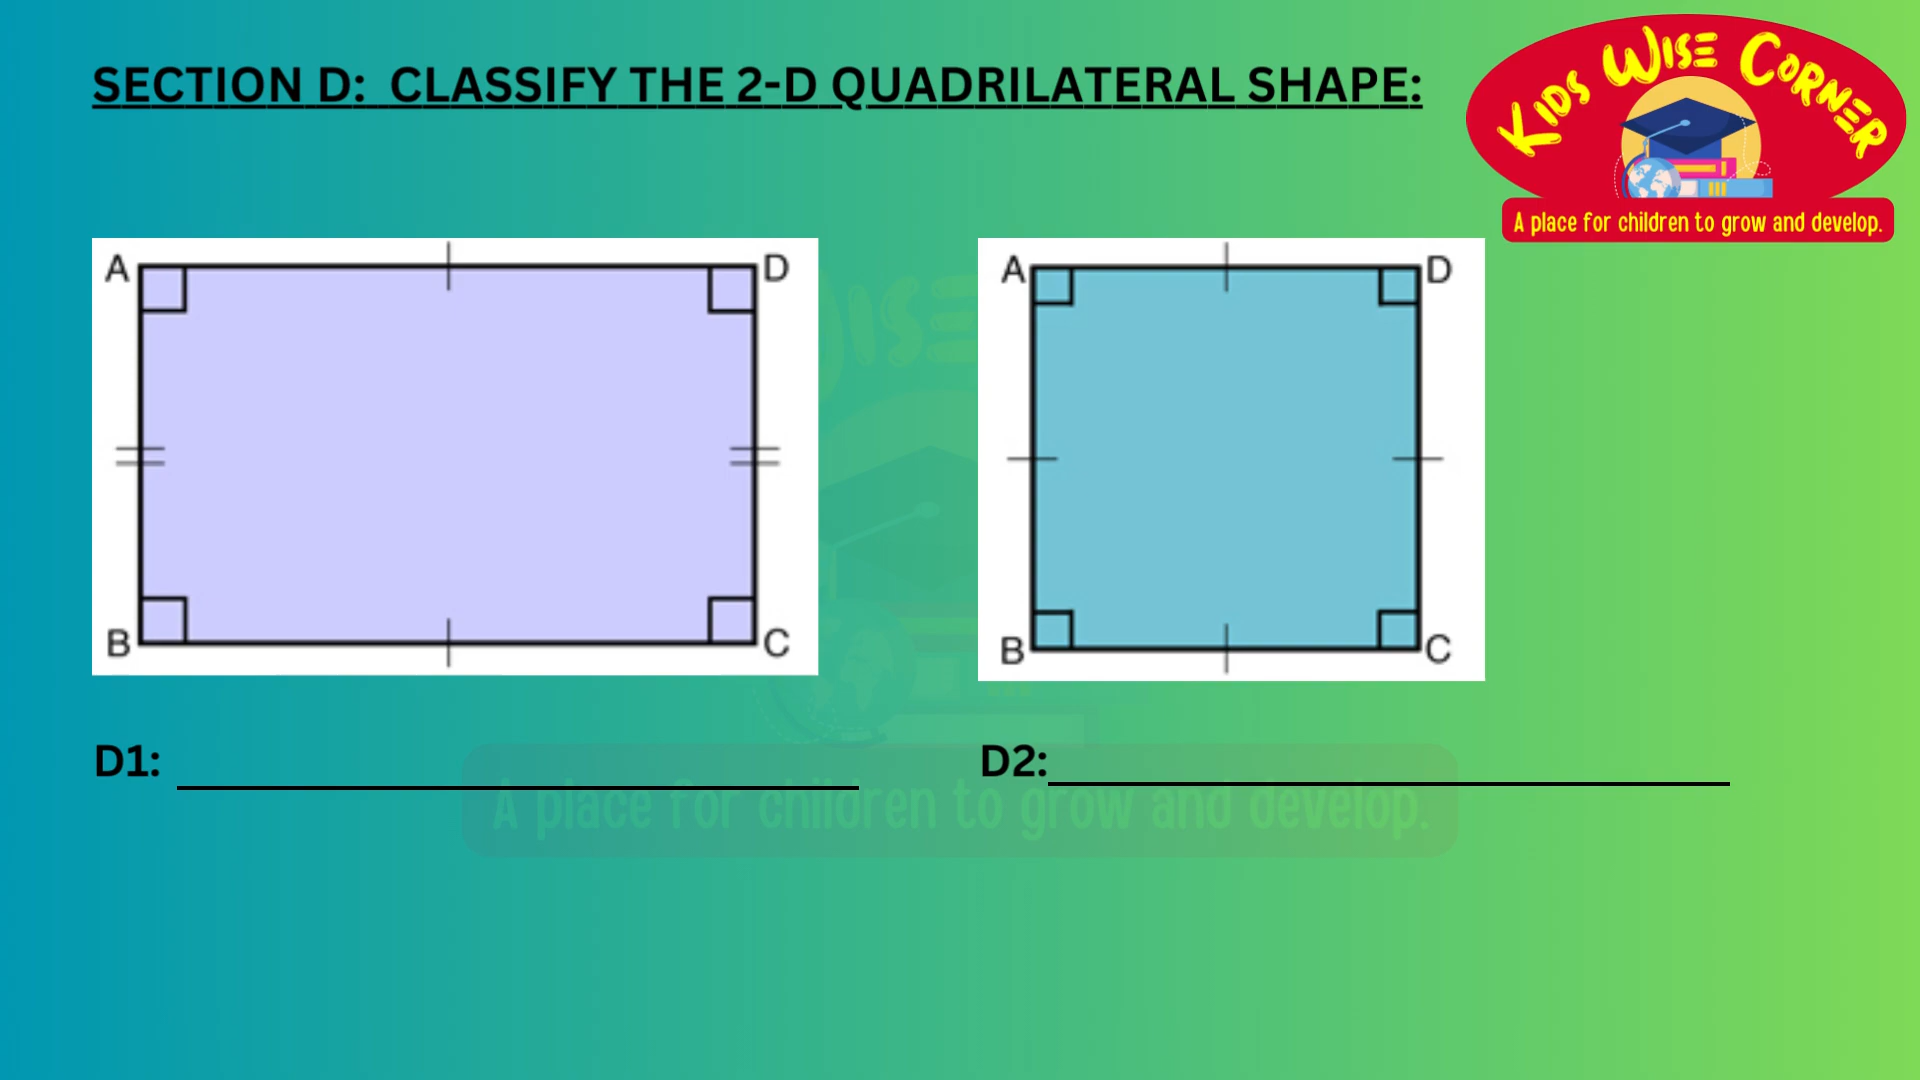 SECTION D: CLASSIFY THE 2-D QUADRILATERAL SHAPE:
KIDS WISE CORNER
A place for children to grow and develop.
A D
B C
A D
B C
D1:
D2:
WISE
A place for children to grow and develop.